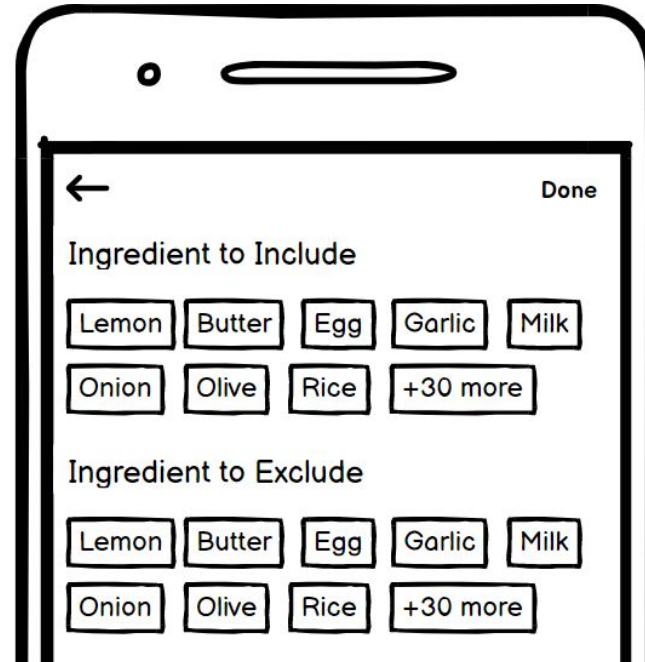 Done
Ingredient to Include
Lemon Butter Egg Garlic Milk
Onion Olive Rice +30 more
Ingredient to Exclude
Lemon Butter Egg Garlic Milk
Onion Olive Rice +30 more